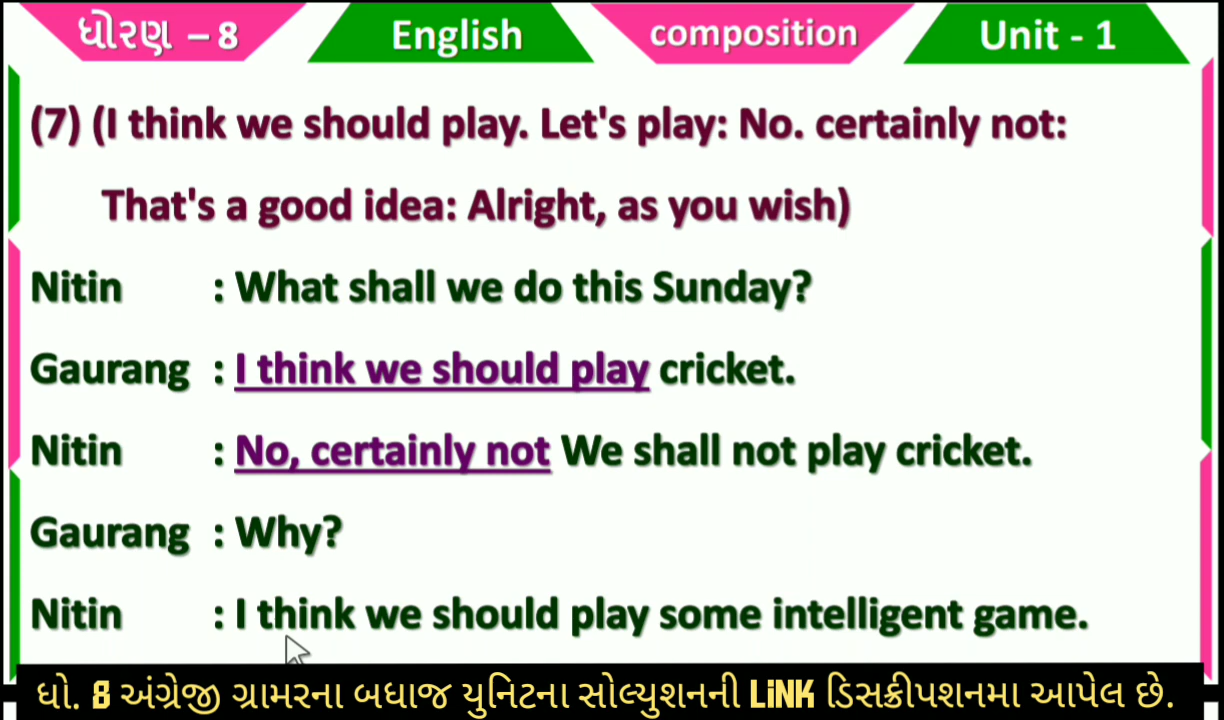 ધોરણ – 8 English composition Unit - 1
(7) (I think we should play. Let's play: No. certainly not:
That's a good idea: Alright, as you wish)
Nitin : What shall we do this Sunday?
Gaurang : I think we should play cricket.
Nitin : No, certainly not We shall not play cricket.
Gaurang : Why?
Nitin : I think we should play some intelligent game.
ધો. 8 અંગ્રેજી ગ્રામરના બધાજ યુનિટના સોલ્યુશનની LiNK ડિસક્રીપશનમા આપેલ છે.